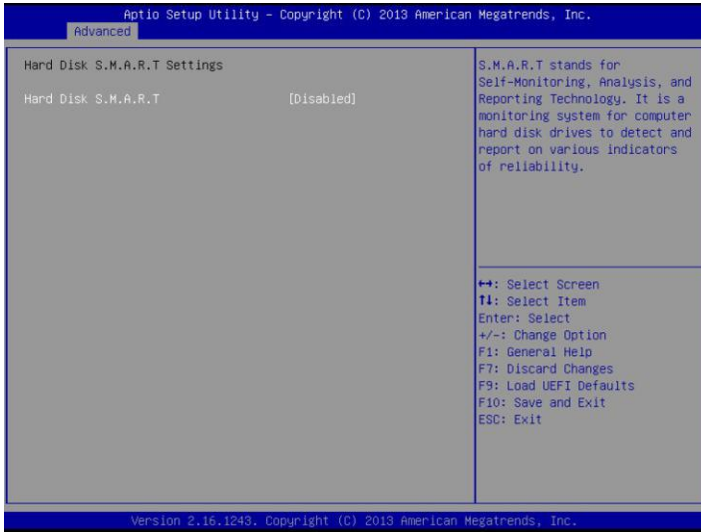 Aptio Setup Utility – Copyright (C) 2013 American Megatrends, Inc.
Advanced
Hard Disk S.M.A.R.T Settings
Hard Disk S.M.A.R.T [Disabled]
S.M.A.R.T stands for
Self-Monitoring, Analysis, and
Reporting Technology. It is a
monitoring system for computer
hard disk drives to detect and
report on various indicators
of reliability.
↔: Select Screen
↑↓: Select Item
Enter: Select
+/-: Change Option
F1: General Help
F7: Discard Changes
F9: Load UEFI Defaults
F10: Save and Exit
ESC: Exit
Version 2.16.1243. Copyright (C) 2013 American Megatrends, Inc.